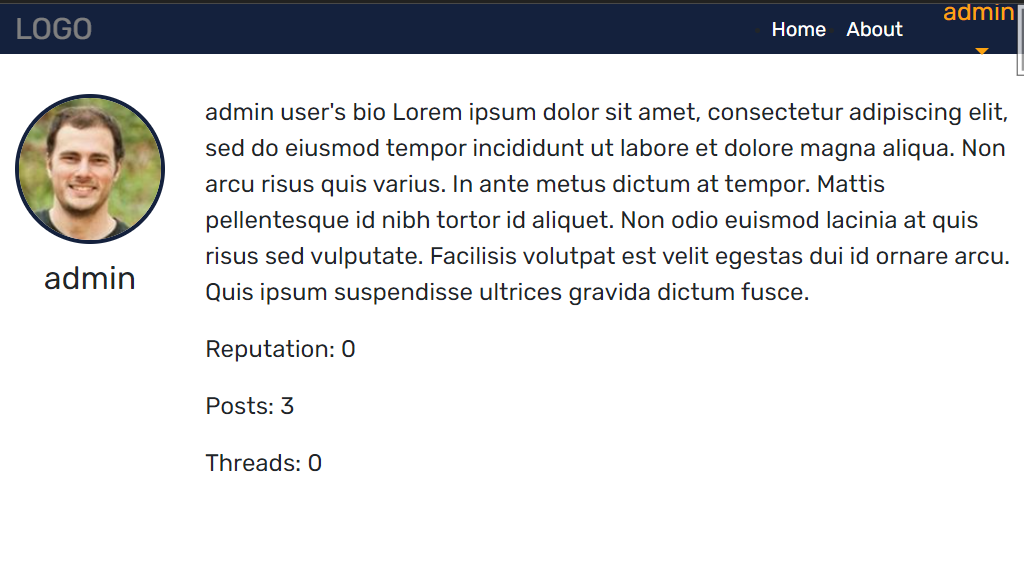 LOGO
Home
About
admin
admin user's bio Lorem ipsum dolor sit amet, consectetur adipiscing elit,
sed do eiusmod tempor incididunt ut labore et dolore magna aliqua. Non
arcu risus quis varius. In ante metus dictum at tempor. Mattis
pellentesque id nibh tortor id aliquet. Non odio euismod lacinia at quis
risus sed vulputate. Facilisis volutpat est velit egestas dui id ornare arcu.
Quis ipsum suspendisse ultrices gravida dictum fusce.
admin
Reputation: 0
Posts: 3
Threads: 0